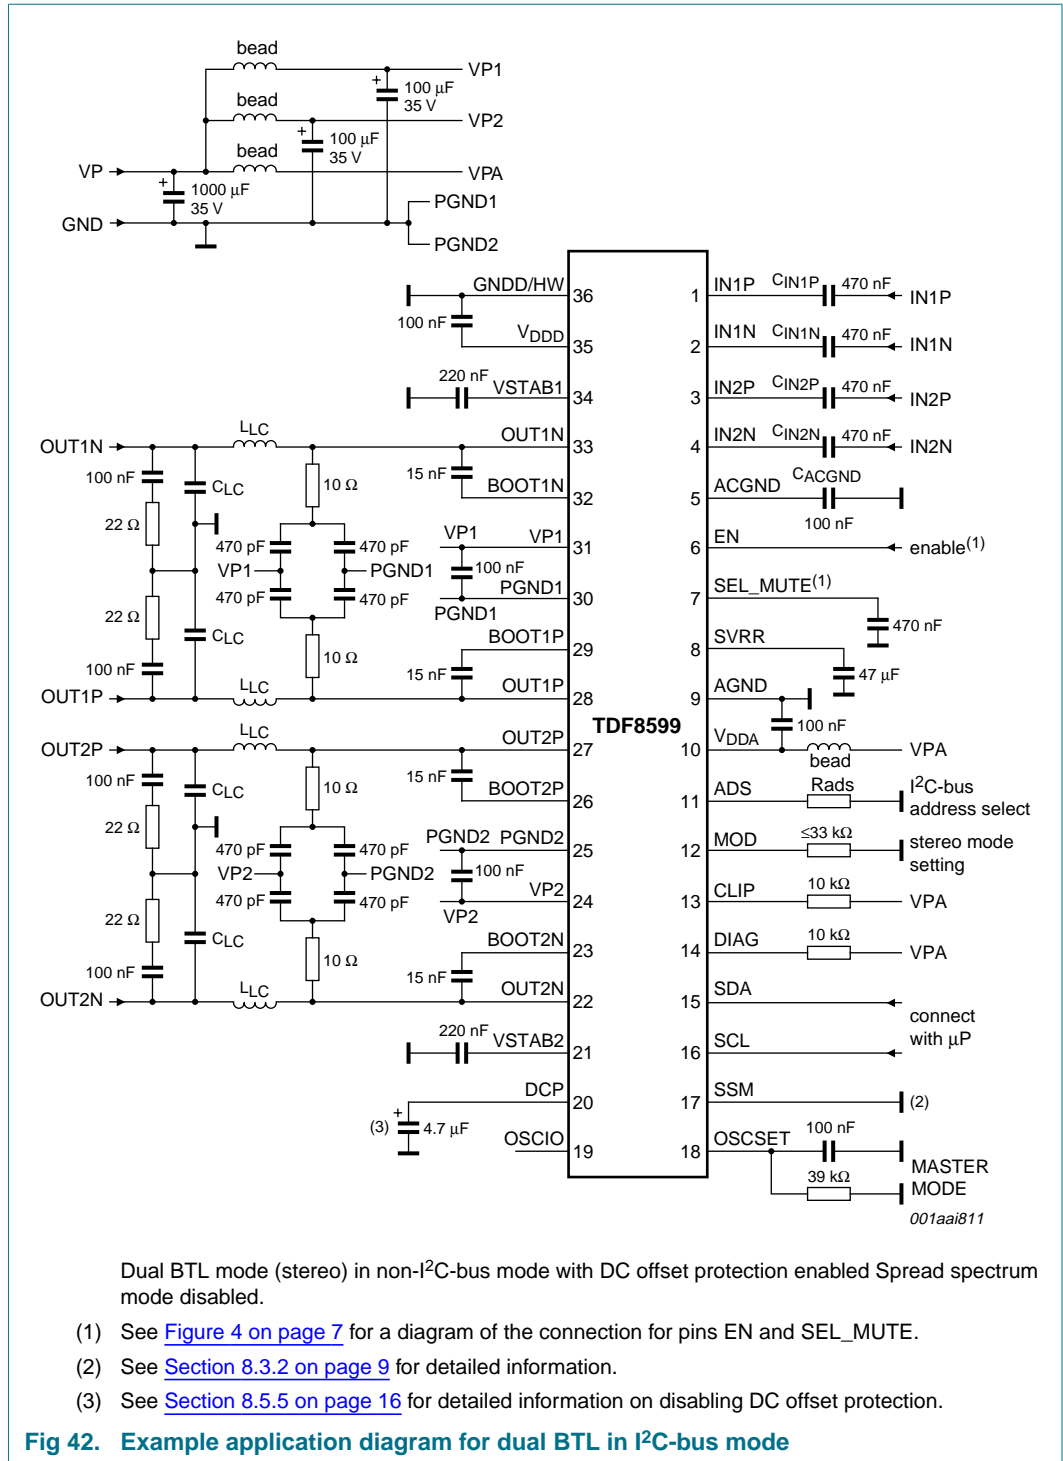 bead
VP1
+
100 μF
35 V
bead
VP2
+
100 μF
35 V
bead
VP
VPA
+
1000 μF
35 V
PGND1
GND
PGND2
GNDD/HW
36
100 nF
VDDD
35
220 nF
VSTAB1
34
OUT1N
LLC
OUT1N
33
100 nF
CLC
10 Ω
15 nF
BOOT1N
32
22 Ω
470 pF
470 pF
VP1
VP1
31
VP1
PGND1
100 nF
470 pF
470 pF
PGND1
30
PGND1
22 Ω
CLC
10 Ω
BOOT1P
29
100 nF
15 nF
OUT1P
LLC
OUT1P
28
TDF8599
OUT2P
LLC
OUT2P
27
100 nF
CLC
10 Ω
15 nF
BOOT2P
26
22 Ω
470 pF
470 pF
PGND2
PGND2
25
VP2
PGND2
100 nF
470 pF
470 pF
VP2
24
VP2
22 Ω
CLC
10 Ω
BOOT2N
23
100 nF
15 nF
OUT2N
LLC
OUT2N
22
220 nF
VSTAB2
21
DCP
20
(3)
+
4.7 μF
OSCIO
19
1
IN1P
CIN1P
470 nF
IN1P
2
IN1N
CIN1N
470 nF
IN1N
3
IN2P
CIN2P
470 nF
IN2P
4
IN2N
CIN2N
470 nF
IN2N
5
ACGND
CACGND
100 nF
6
EN
enable(1)
7
SEL_MUTE(1)
470 nF
8
SVRR
47 μF
9
AGND
100 nF
10
VDDA
bead
VPA
11
ADS
Rads
I2C-bus
address select
12
MOD
≤33 kΩ
stereo mode
setting
13
CLIP
10 kΩ
VPA
14
DIAG
10 kΩ
VPA
15
SDA
connect
with μP
16
SCL
17
SSM
(2)
18
OSCSET
100 nF
39 kΩ
MASTER
MODE
001aai811
Dual BTL mode (stereo) in non-I2C-bus mode with DC offset protection enabled Spread spectrum
mode disabled.
(1) See Figure 4 on page 7 for a diagram of the connection for pins EN and SEL_MUTE.
(2) See Section 8.3.2 on page 9 for detailed information.
(3) See Section 8.5.5 on page 16 for detailed information on disabling DC offset protection.
Fig 42. Example application diagram for dual BTL in I2C-bus mode